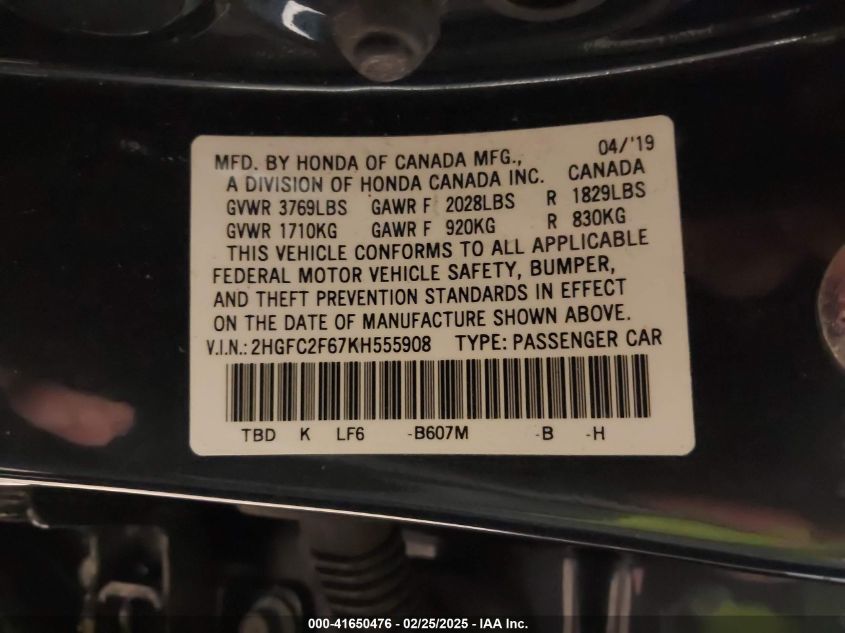 04/'19
MFD. BY HONDA OF CANADA MFG.,
A DIVISION OF HONDA CANADA INC. CANADA
GVWR 3769LBS GAWR F 2028LBS R 1829LBS
GVWR 1710KG GAWR F 920KG R 830KG
THIS VEHICLE CONFORMS TO ALL APPLICABLE
FEDERAL MOTOR VEHICLE SAFETY, BUMPER,
AND THEFT PREVENTION STANDARDS IN EFFECT
ON THE DATE OF MANUFACTURE SHOWN ABOVE.
V.I.N.: 2HGFC2F67KH555908 TYPE: PASSENGER CAR
TBD K LF6 -B607M -B -H
000-41650476 - 02/25/2025 - IAA Inc.